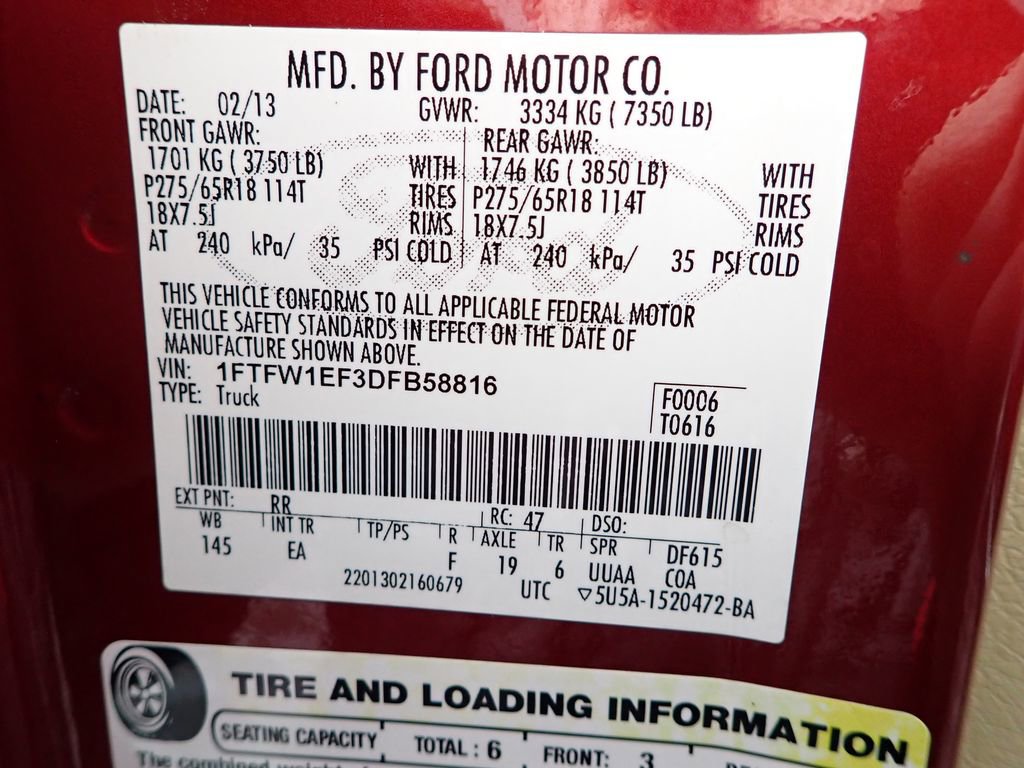 MFD. BY FORD MOTOR CO.
DATE: 02/13 GVWR: 3334 KG ( 7350 LB)
FRONT GAWR: REAR GAWR:
1701 KG ( 3750 LB) WITH 1746 KG ( 3850 LB) WITH
P275/65R18 114T TIRES P275/65R18 114T TIRES
18X7.5J RIMS 18X7.5J RIMS
AT 240 kPa/ 35 PSI COLD AT 240 kPa/ 35 PSI COLD
THIS VEHICLE CONFORMS TO ALL APPLICABLE FEDERAL MOTOR
VEHICLE SAFETY STANDARDS IN EFFECT ON THE DATE OF
MANUFACTURE SHOWN ABOVE.
VIN: 1FTFW1EF3DFB58816
TYPE: Truck
F0006
T0616
EXT PNT: RR RC: 47 DSO:
WB INT TR TP/PS R AXLE TR SPR DF615
145 EA F 19 6 UUAA COA
2201302160679 UTC ▽5U5A-1520472-BA
TIRE AND LOADING INFORMATION
SEATING CAPACITY TOTAL : 6 FRONT: 3
The combined weight of